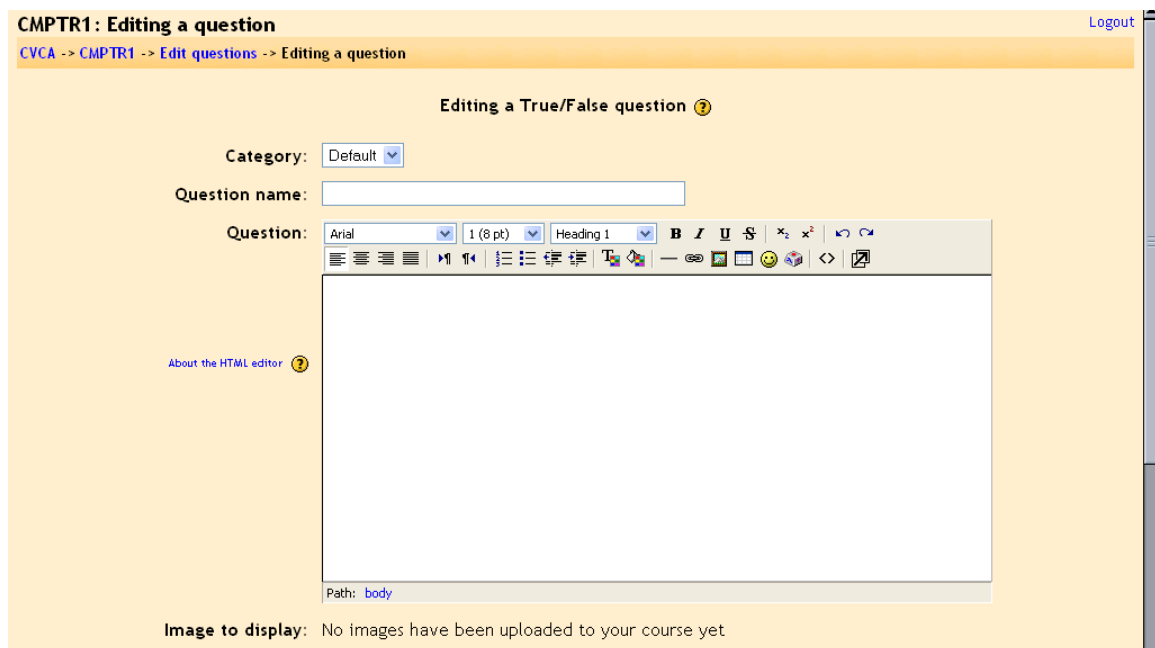 CMPTR1: Editing a question
Logout
CVCA -> CMPTR1 -> Edit questions -> Editing a question
Editing a True/False question ?
Category: Default
Question name:
Question: Arial 1 (8 pt) Heading 1 B I U S x₂ x²
About the HTML editor ?
Path: body
Image to display: No images have been uploaded to your course yet